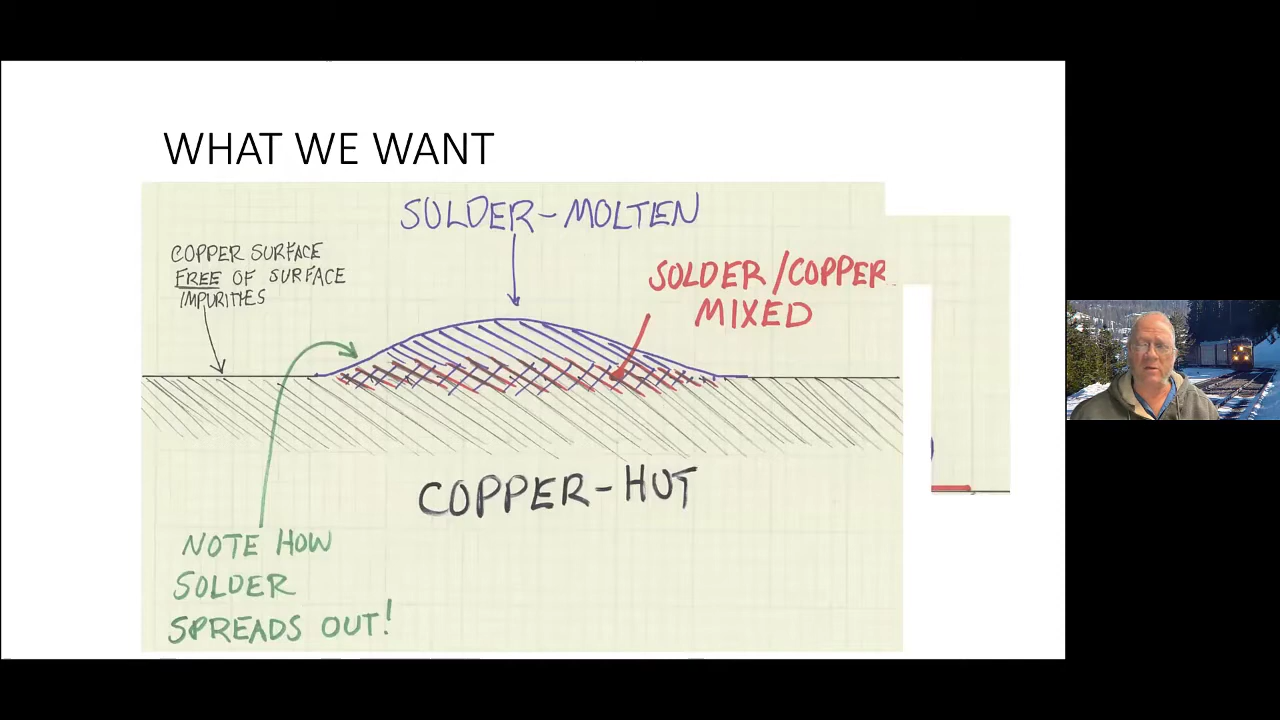 WHAT WE WANT
SOLDER-MOLTEN
COPPER SURFACE
FREE OF SURFACE
IMPURITIES
SOLDER/COPPER
MIXED
COPPER-HOT
NOTE HOW
SOLDER
SPREADS OUT!